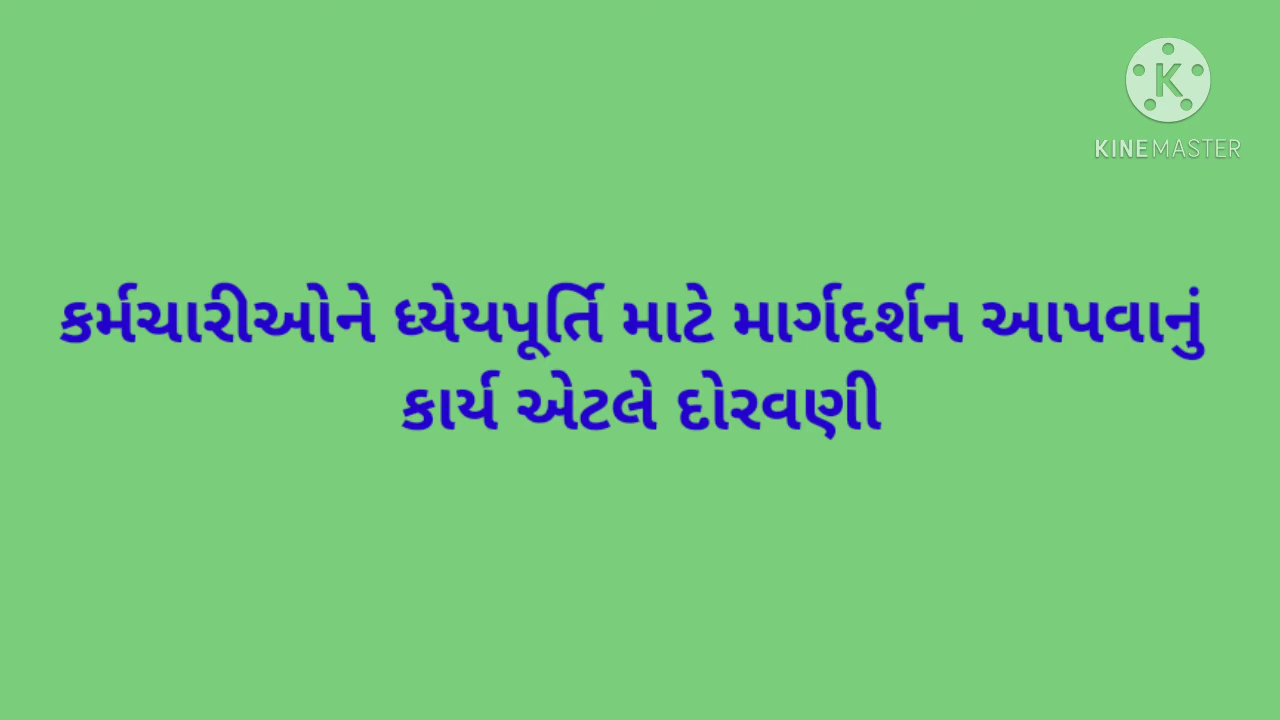 K
KINEMASTER
કર્મચારીઓને ધ્યેયપૂર્તિ માટે માર્ગદર્શન આપવાનું
કાર્ય એટલે દોરવણી